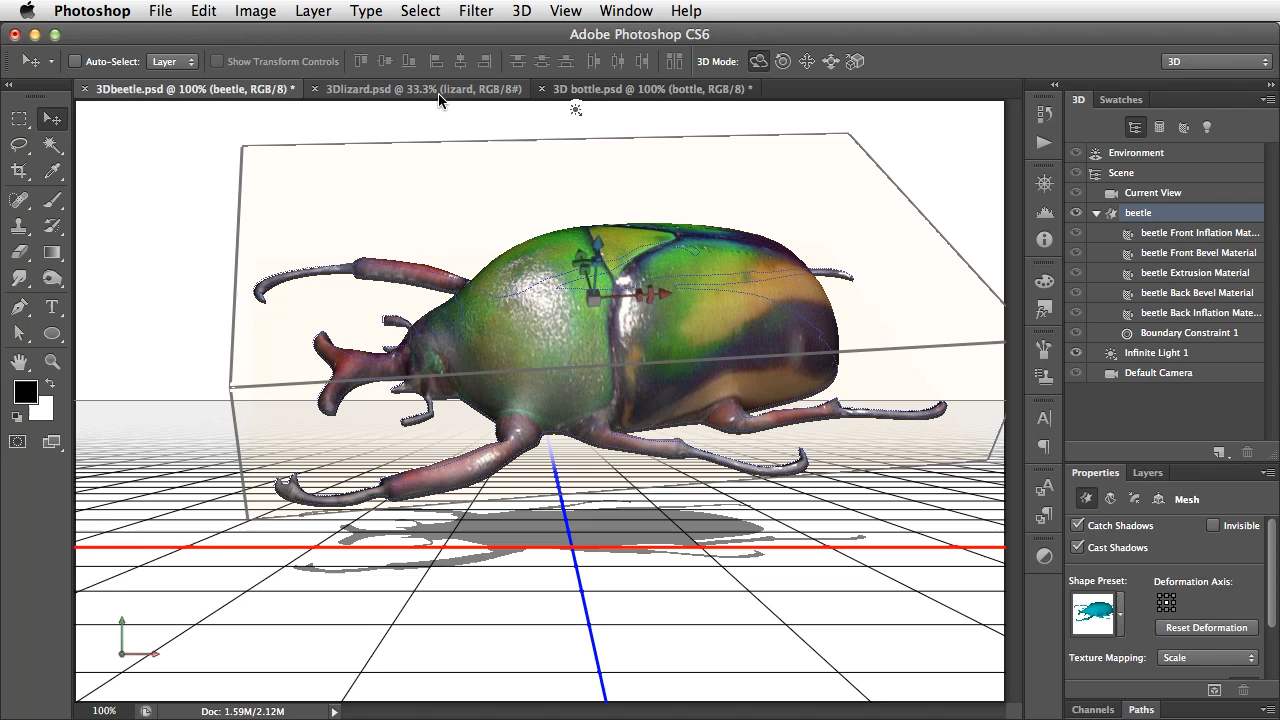 Photoshop File Edit Image Layer Type Select Filter 3D View Window Help
Adobe Photoshop CS6
Auto-Select: Layer Show Transform Controls 3D Mode: 3D
3Dbeetle.psd @ 100% (beetle, RGB/8) * 3Dlizard.psd @ 33.3% (lizard, RGB/8#) 3D bottle.psd @ 100% (bottle, RGB/8) *
3D Swatches
Environment
Scene
Current View
beetle
beetle Front Inflation Mat...
beetle Front Bevel Material
beetle Extrusion Material
beetle Back Bevel Material
beetle Back Inflation Mate...
Boundary Constraint 1
Infinite Light 1
Default Camera
Properties Layers
Mesh
Catch Shadows Invisible
Cast Shadows
Shape Preset: Deformation Axis:
Reset Deformation
Texture Mapping: Scale
100% Doc: 1.59M/2.12M
Channels Paths